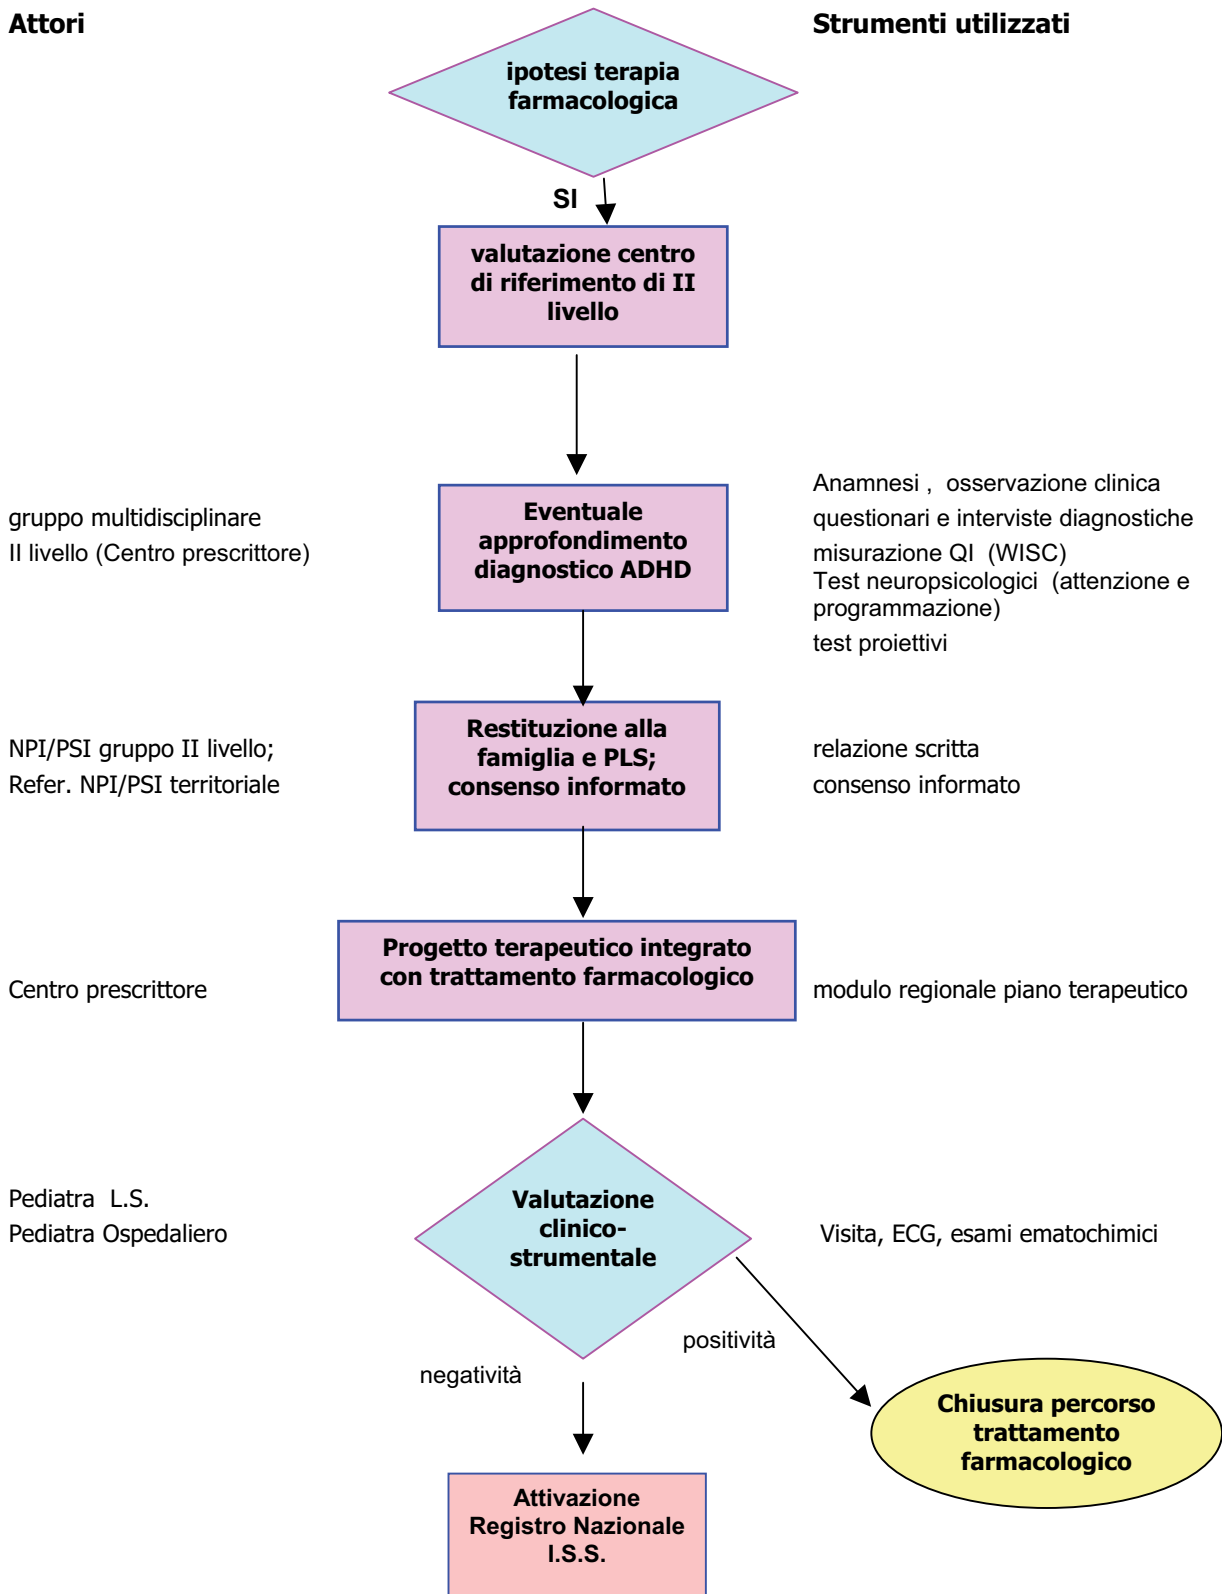 Attori
Strumenti utilizzati
ipotesi terapia
farmacologica
SI
valutazione centro
di riferimento di II
livello
gruppo multidisciplinare
II livello (Centro prescrittore)
Eventuale
approfondimento
diagnostico ADHD
Anamnesi ,  osservazione clinica
questionari e interviste diagnostiche
misurazione QI  (WISC)
Test neuropsicologici  (attenzione e
programmazione)
test proiettivi
NPI/PSI gruppo II livello;
Refer. NPI/PSI territoriale
Restituzione alla
famiglia e PLS;
consenso informato
relazione scritta
consenso informato
Centro prescrittore
Progetto terapeutico integrato
con trattamento farmacologico
modulo regionale piano terapeutico
Pediatra  L.S.
Pediatra Ospedaliero
Valutazione
clinico-
strumentale
Visita, ECG, esami ematochimici
positività
negatività
Chiusura percorso
trattamento
farmacologico
Attivazione
Registro Nazionale
I.S.S.